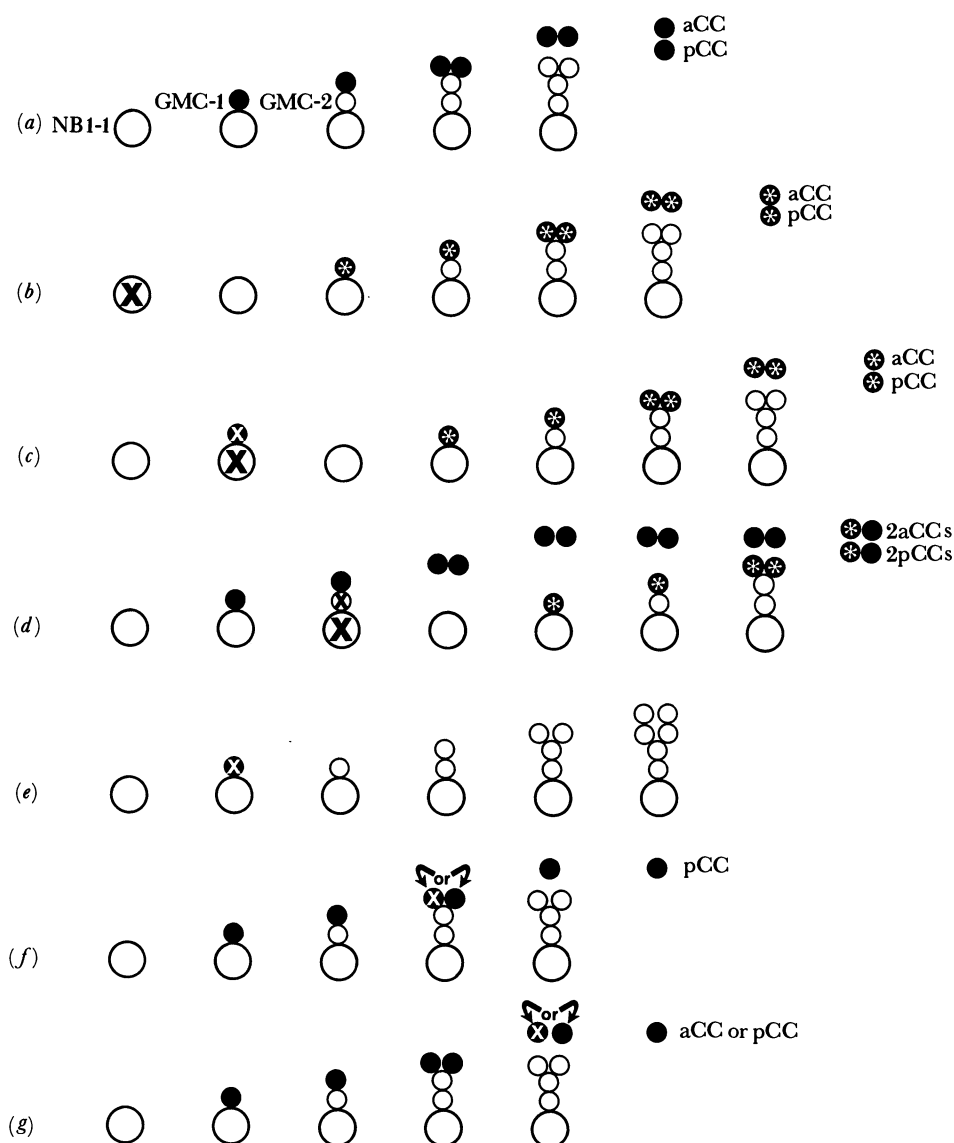 aCC
pCC
(a) NB1-1 GMC-1 GMC-2
aCC
pCC
(b) X
aCC
pCC
(c) X X
2aCCs
2pCCs
(d) X X
(e) X
or
(f) X pCC
or
X aCC or pCC
(g)